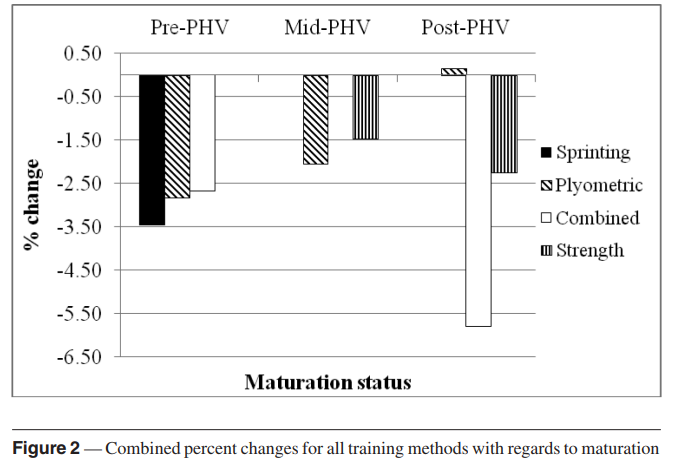 Pre-PHV Mid-PHV Post-PHV
0.50
-0.50
-1.50
-2.50
-3.50
-4.50
-5.50
-6.50
% change
Sprinting
Plyometric
Combined
Strength
Maturation status
Figure 2 — Combined percent changes for all training methods with regards to maturation